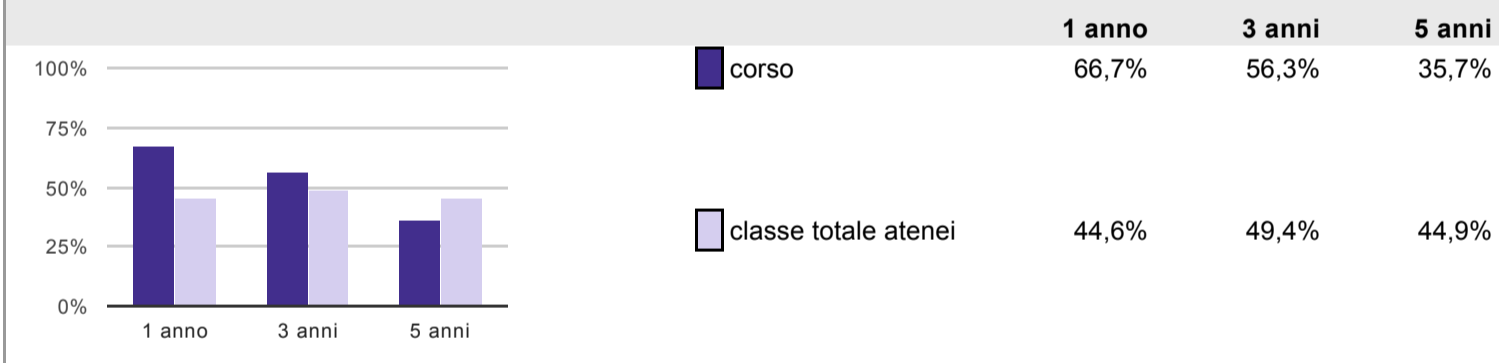 1 anno 3 anni 5 anni
100%
75%
50%
25%
0%
1 anno 3 anni 5 anni
corso 66,7% 56,3% 35,7%
classe totale atenei 44,6% 49,4% 44,9%